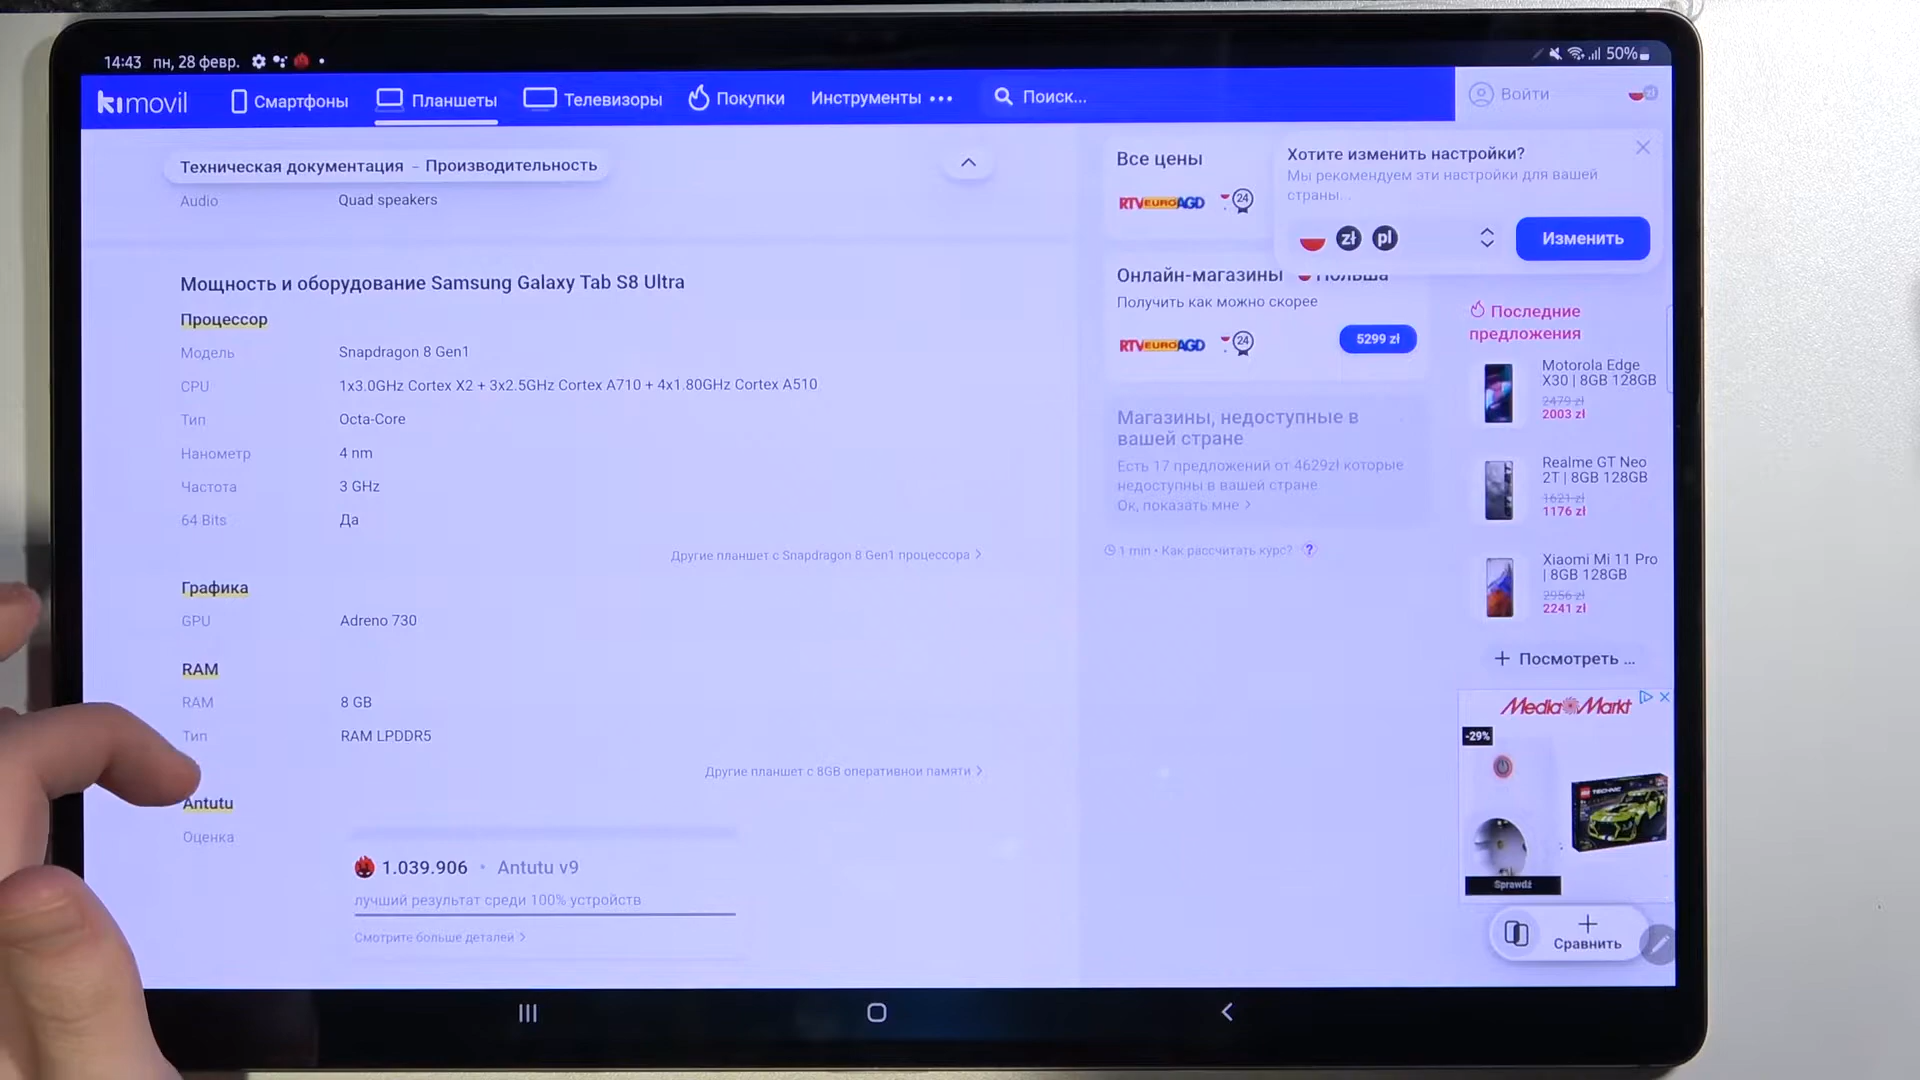 14:43 пн, 28 февр.
50%
kimovil
Смартфоны
Планшеты
Телевизоры
Покупки
Инструменты
Поиск...
Войти
zł
Техническая документация – Производительность
Audio Quad speakers
Мощность и оборудование Samsung Galaxy Tab S8 Ultra
Процессор
Модель Snapdragon 8 Gen1
CPU 1x3.0GHz Cortex X2 + 3x2.5GHz Cortex A710 + 4x1.80GHz Cortex A510
Тип Octa-Core
Нанометр 4 nm
Частота 3 GHz
64 Bits Да
Другие планшет с Snapdragon 8 Gen1 процессора >
Графика
GPU Adreno 730
RAM
RAM 8 GB
Тип RAM LPDDR5
Другие планшет с 8GB оперативной памяти >
Antutu
Оценка
1.039.906 • Antutu v9
лучший результат среди 100% устройств
Смотрите больше деталей >
Все цены
RTV EURO AGD 24
Онлайн-магазины Польша
Получить как можно скорее
RTV EURO AGD 24 5299 zł
Магазины, недоступные в
вашей стране
Есть 17 предложений от 4629zł которые
недоступны в вашей стране.
Ок, показать мне >
1 min • Как рассчитать курс? ?
Хотите изменить настройки?
Мы рекомендуем эти настройки для вашей
страны...
zł pl
Изменить
Последние
предложения
Motorola Edge
X30 | 8GB 128GB
2479 zł
2003 zł
Realme GT Neo
2T | 8GB 128GB
1621 zł
1176 zł
Xiaomi Mi 11 Pro
| 8GB 128GB
2956 zł
2241 zł
+ Посмотреть ...
Media Markt
-29%
TECHNIC
Sprawdź
+
Сравнить